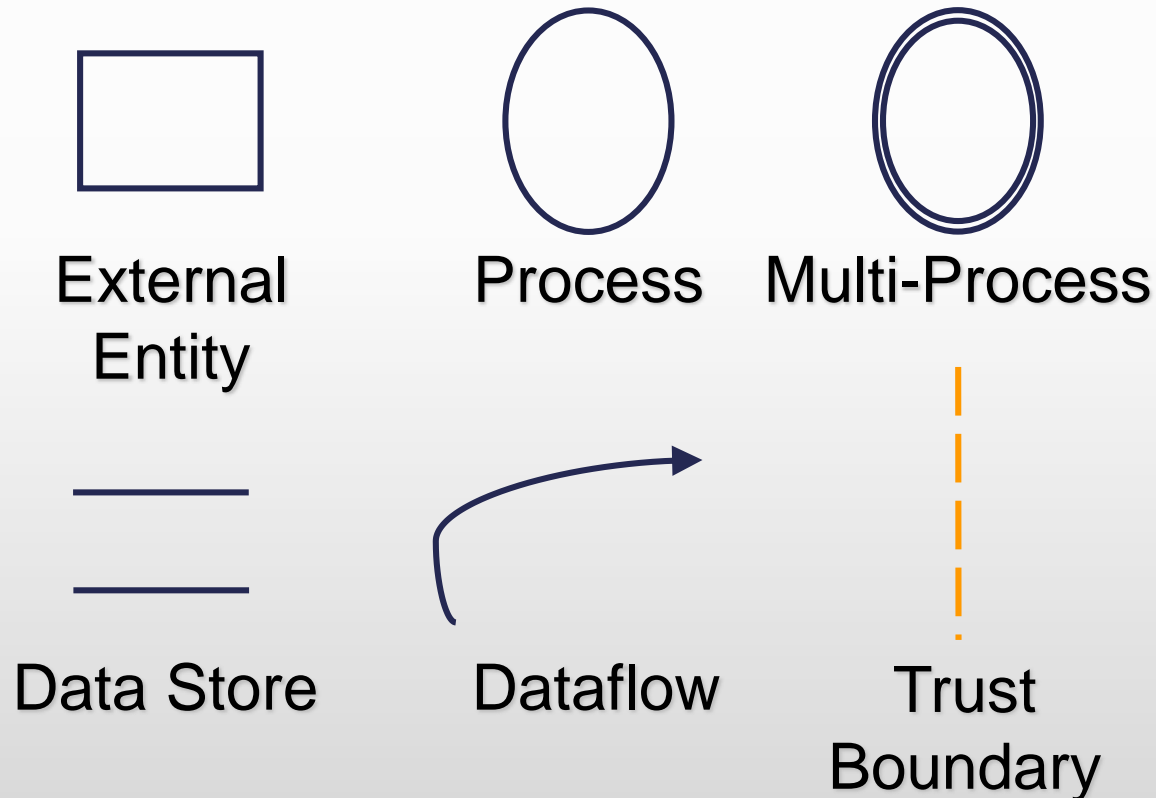 External
Entity
Process
Multi-Process
Data Store
Dataflow
Trust
Boundary